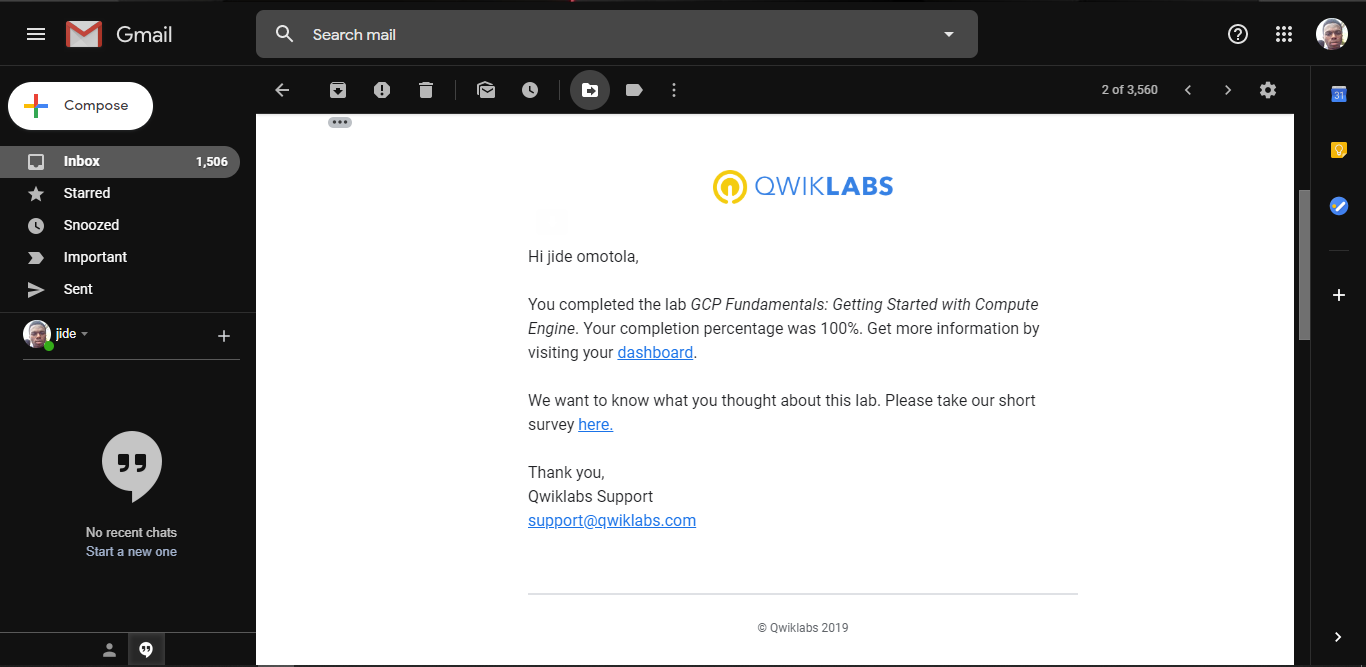 Gmail
Search mail
Compose
2 of 3,560
31
Inbox 1,506
Starred
Snoozed
Important
Sent
jide
No recent chats
Start a new one
QWIKLABS
Hi jide omotola,
You completed the lab GCP Fundamentals: Getting Started with Compute
Engine. Your completion percentage was 100%. Get more information by
visiting your dashboard.
We want to know what you thought about this lab. Please take our short
survey here.
Thank you,
Qwiklabs Support
support@qwiklabs.com
© Qwiklabs 2019